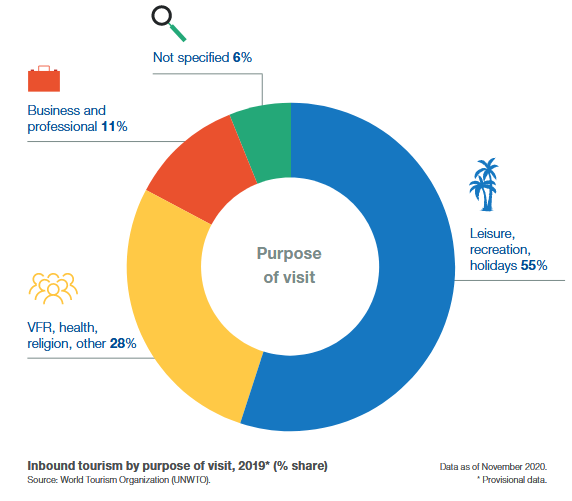 Not specified 6%
Business and
professional 11%
Leisure,
recreation,
holidays 55%
Purpose
of visit
VFR, health,
religion, other 28%
Inbound tourism by purpose of visit, 2019* (% share)
Source: World Tourism Organization (UNWTO).
Data as of November 2020.
* Provisional data.